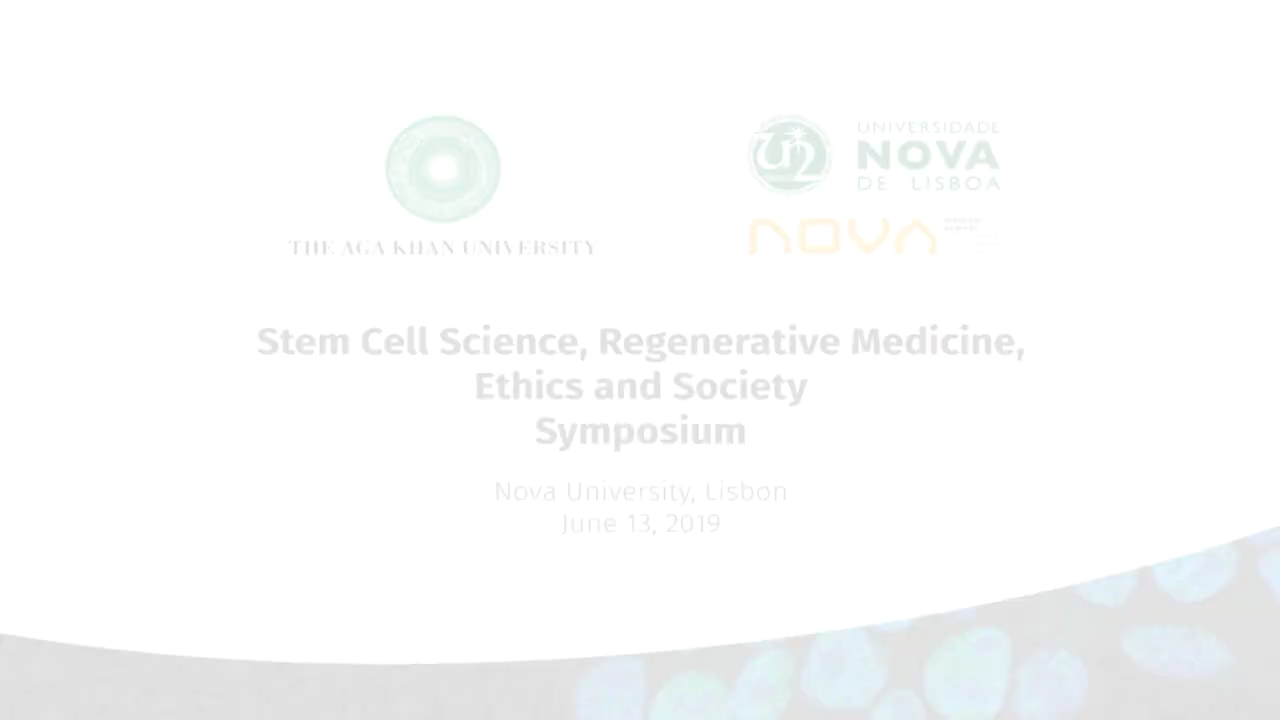 THE AGA KHAN UNIVERSITY
UNIVERSIDADE
NOVA
DE LISBOA
NOVA
Stem Cell Science, Regenerative Medicine,
Ethics and Society
Symposium
Nova University, Lisbon
June 13, 2019